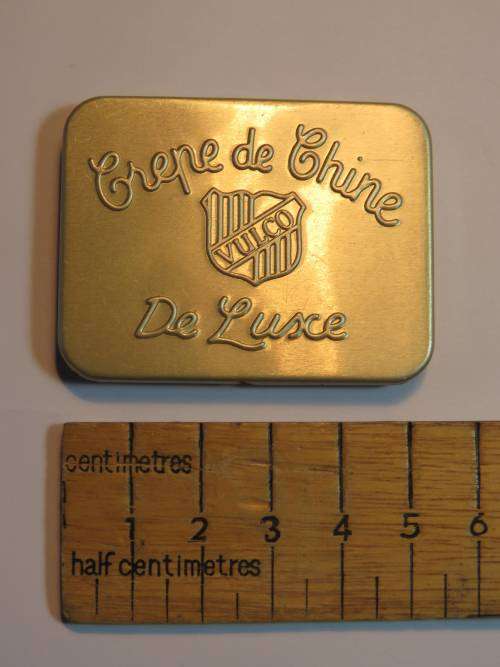 Crepe de Chine
VULCO
De Luxe
centimetres
1 2 3 4 5 6
half centimetres